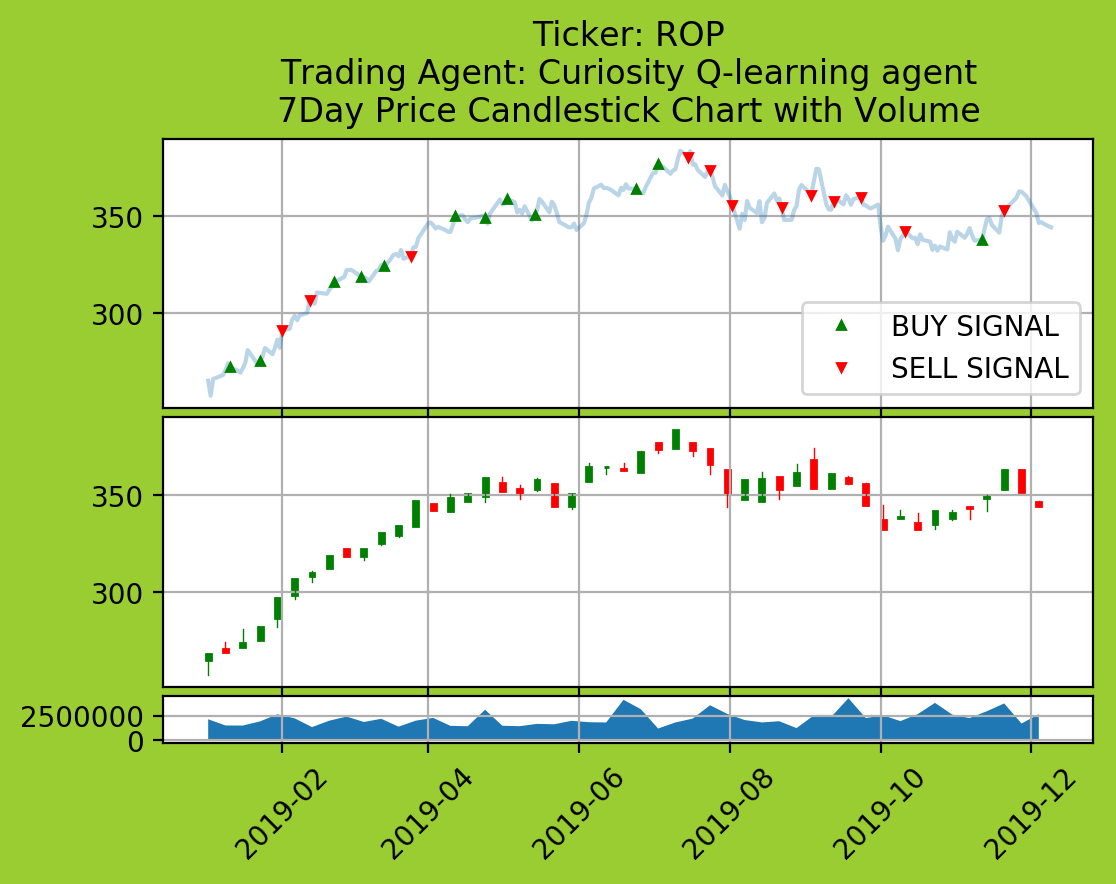 Ticker: ROP
Trading Agent: Curiosity Q-learning agent
7Day Price Candlestick Chart with Volume
350
300
BUY SIGNAL
SELL SIGNAL
350
300
2500000
0
2019-02
2019-04
2019-06
2019-08
2019-10
2019-12